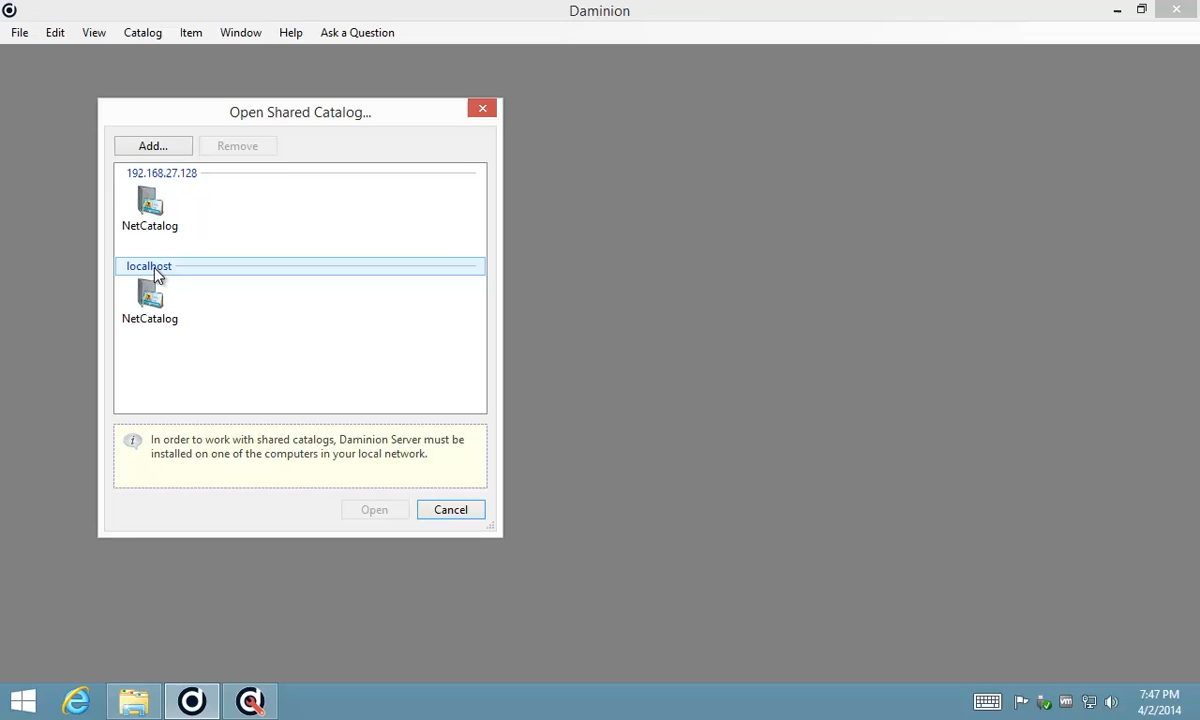 Daminion
File Edit View Catalog Item Window Help Ask a Question
Open Shared Catalog...
Add... Remove
192.168.27.128
NetCatalog
localhost
NetCatalog
In order to work with shared catalogs, Daminion Server must be
installed on one of the computers in your local network.
Open Cancel
7:47 PM
4/2/2014